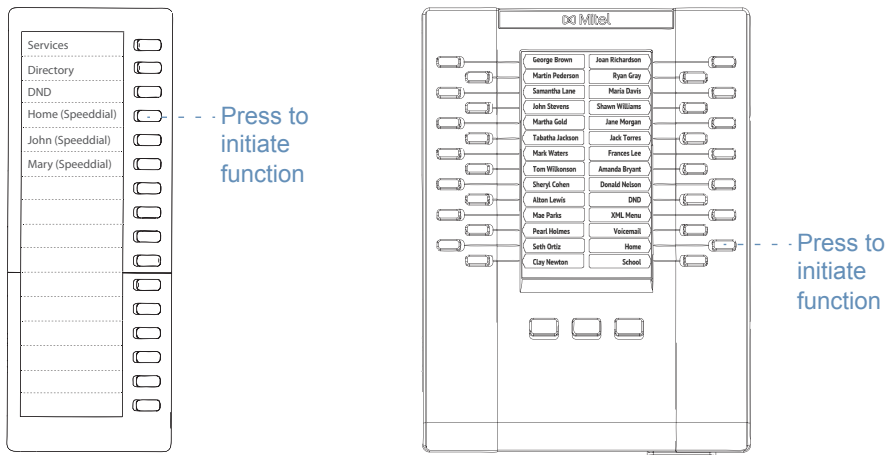 Services
Directory
DND
Home (Speeddial)
John (Speeddial)
Mary (Speeddial)
Press to
initiate
function
Mitel
George Brown Joan Richardson
Martin Pederson Ryan Gray
Samantha Lane Maria Davis
John Stevens Shawn Williams
Martha Gold Jane Morgan
Tabatha Jackson Jack Torres
Mark Waters Frances Lee
Tom Wilkonson Amanda Bryant
Sheryl Cohen Donald Nelson
Alton Lewis DND
Mae Parks XML Menu
Pearl Holmes Voicemail
Seth Ortiz Home
Clay Newton School
Press to
initiate
function